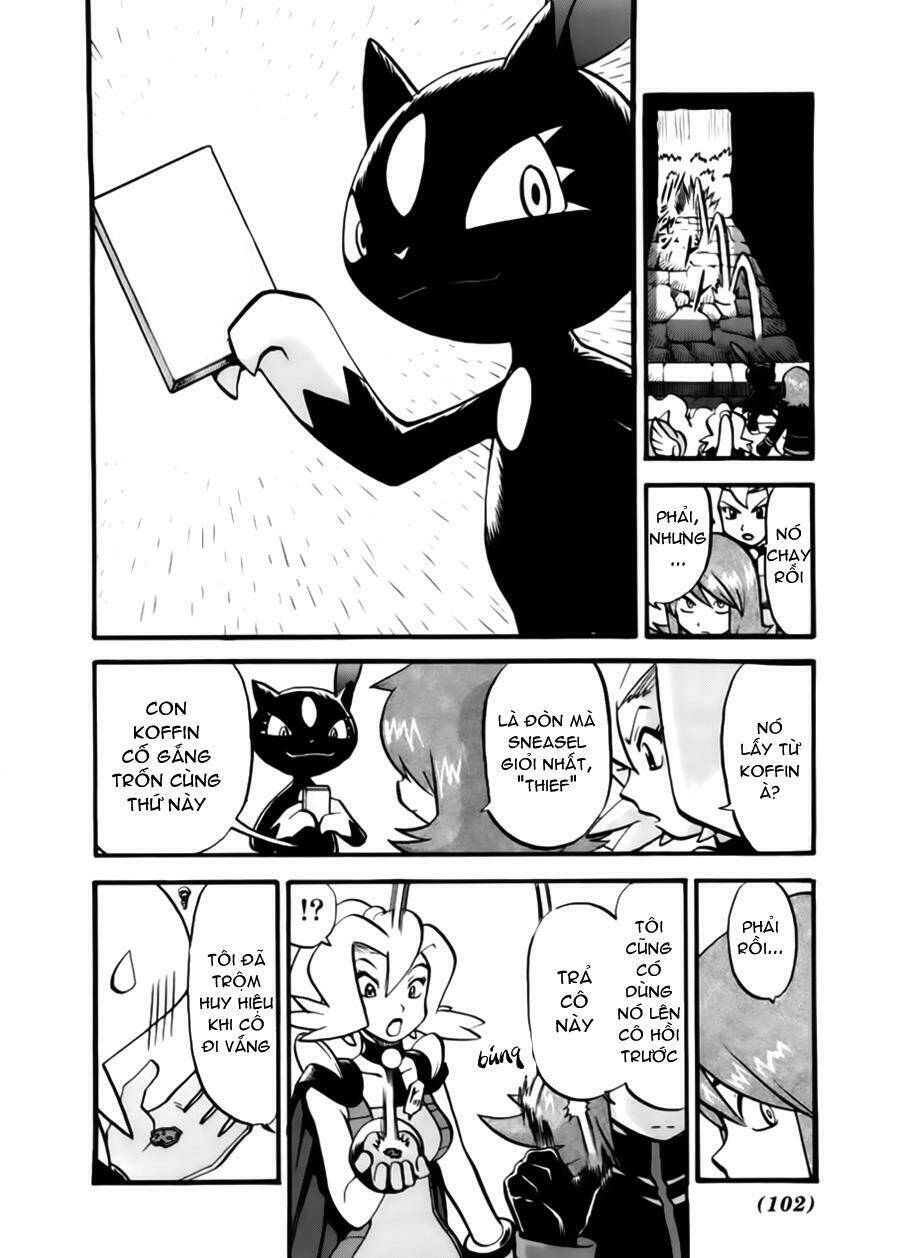 NÓ
CHẠY
RỒI
PHẢI,
NHƯNG
...
NÓ
LẤY TỪ
KOFFIN
À?
LÀ ĐÒN MÀ
SNEASEL
GIỎI NHẤT,
"THIEF"
CON
KOFFIN
CỐ GẮNG
TRỐN CÙNG
THỨ NÀY
PHẢI
RỒI...
TÔI
CŨNG CÓ
DÙNG
NÓ LÊN
CÔ HỒI
TRƯỚC
TRẢ
CÔ NÀY
búng
!?
TÔI ĐÃ
TRỘM
HUY HIỆU
KHI CÔ
ĐI VẮNG
(102)